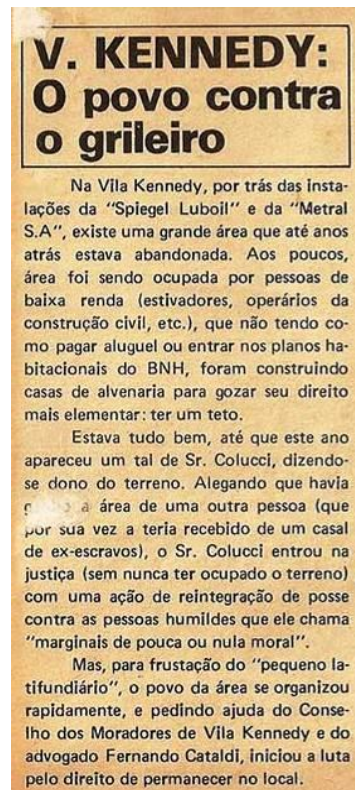 V. KENNEDY:
O povo contra
o grileiro
Na Vila Kennedy, por trás das insta-
lações da "Spiegel Luboil" e da "Metral
S.A", existe uma grande área que até anos
atrás estava abandonada. Aos poucos,
área foi sendo ocupada por pessoas de
baixa renda (estivadores, operários da
construção civil, etc.), que não tendo co-
mo pagar aluguel ou entrar nos planos ha-
bitacionais do BNH, foram construindo
casas de alvenaria para gozar seu direito
mais elementar: ter um teto.
Estava tudo bem, até que este ano
apareceu um tal de Sr. Colucci, dizendo-
se dono do terreno. Alegando que havia
a área de uma outra pessoa (que
por sua vez a teria recebido de um casal
de ex-escravos), o Sr. Colucci entrou na
justiça (sem nunca ter ocupado o terreno)
com uma ação de reintegração de posse
contra as pessoas humildes que ele chama
"marginais de pouca ou nula moral".
Mas, para frustação do "pequeno la-
tifundiário", o povo da área se organizou
rapidamente, e pedindo ajuda do Conse-
lho dos Moradores de Vila Kennedy e do
advogado Fernando Cataldi, iniciou a luta
pelo direito de permanecer no local.